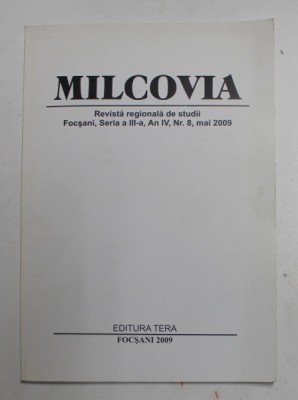 MILCOVIA
Revistă regională de studii
Focşani, Seria a III-a, An IV, Nr. 8, mai 2009
EDITURA TERA
FOCŞANI 2009